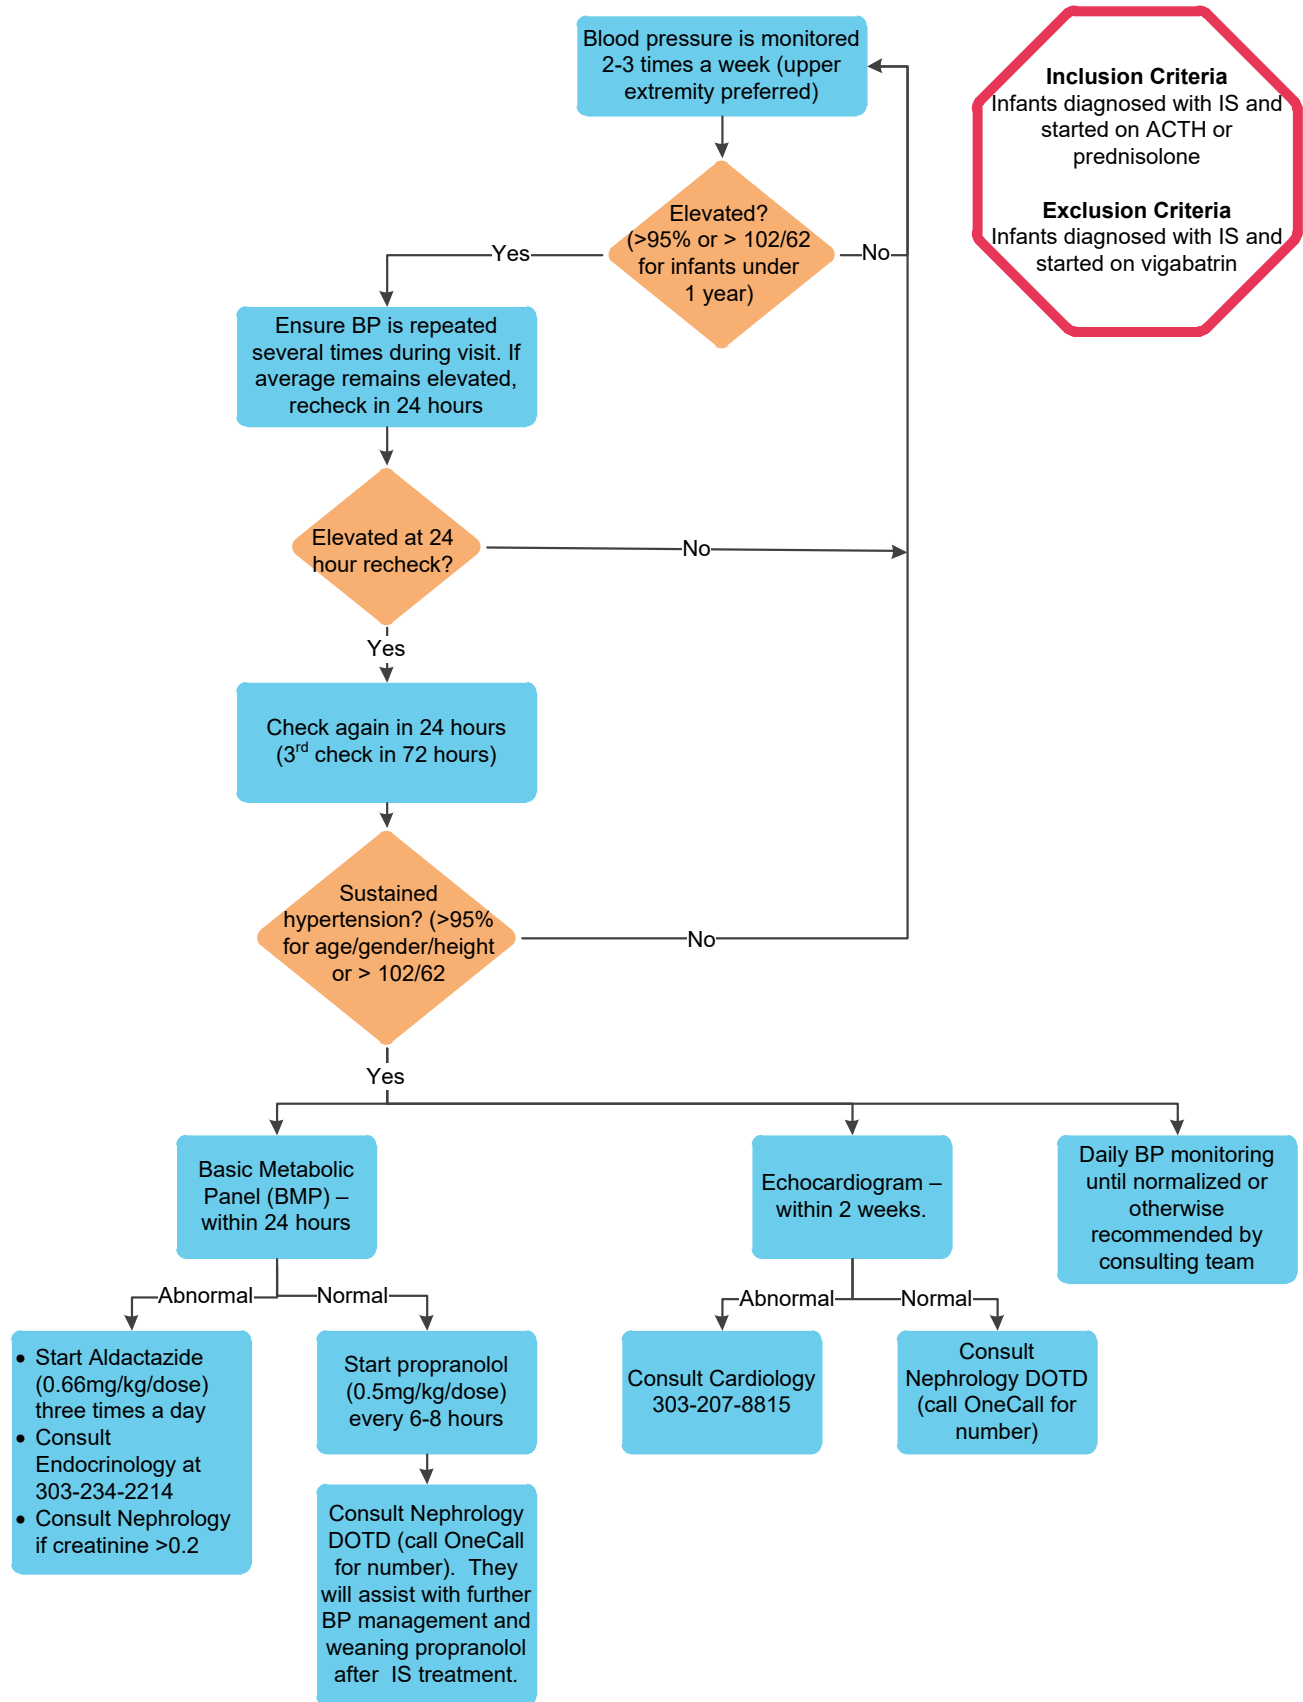 Blood pressure is monitored
2-3 times a week (upper
extremity preferred)
Inclusion Criteria
Infants diagnosed with IS and
started on ACTH or
prednisolone
Exclusion Criteria
Infants diagnosed with IS and
started on vigabatrin
Elevated?
(>95% or > 102/62
for infants under
1 year)
Yes
No
Ensure BP is repeated
several times during visit. If
average remains elevated,
recheck in 24 hours
Elevated at 24
hour recheck?
No
Yes
Check again in 24 hours
(3rd check in 72 hours)
Sustained
hypertension? (>95%
for age/gender/height
or > 102/62
No
Yes
Basic Metabolic
Panel (BMP) –
within 24 hours
Echocardiogram –
within 2 weeks.
Daily BP monitoring
until normalized or
otherwise
recommended by
consulting team
Abnormal
Normal
Abnormal
Normal
• Start Aldactazide
(0.66mg/kg/dose)
three times a day
• Consult
Endocrinology at
303-234-2214
• Consult Nephrology
if creatinine >0.2
Start propranolol
(0.5mg/kg/dose)
every 6-8 hours
Consult Nephrology
DOTD (call OneCall
for number).  They
will assist with further
BP management and
weaning propranolol
after  IS treatment.
Consult Cardiology
303-207-8815
Consult
Nephrology DOTD
(call OneCall for
number)